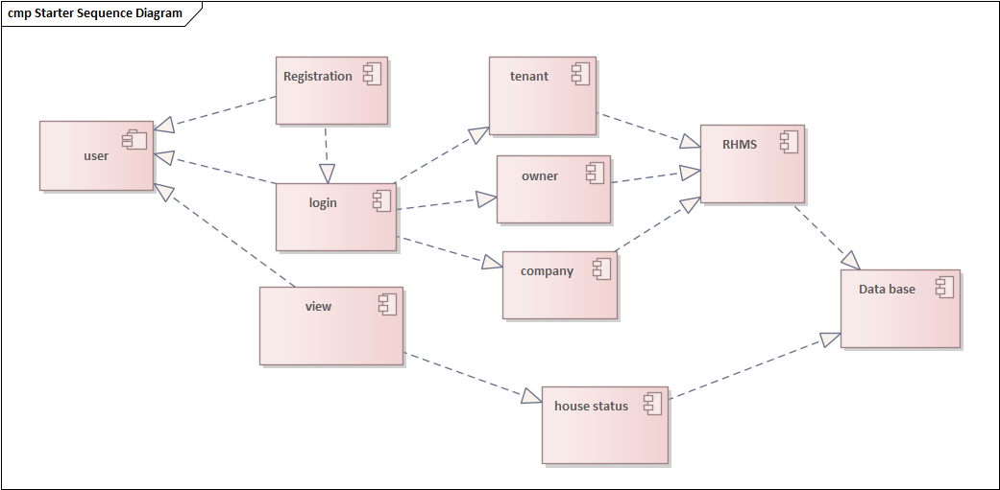 cmp Starter Sequence Diagram
Registration
tenant
user
RHMS
owner
login
company
Data base
view
house status